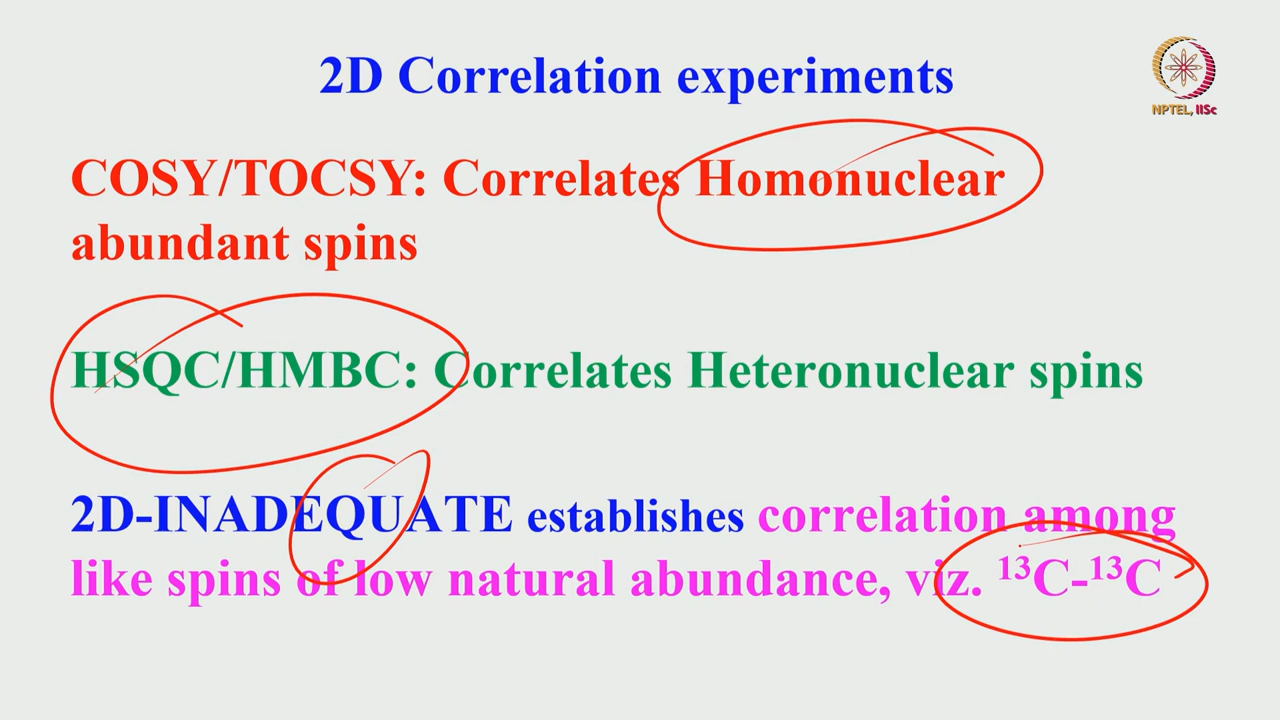 2D Correlation experiments
NPTEL, IISc
COSY/TOCSY: Correlates Homonuclear
abundant spins
HSQC/HMBC: Correlates Heteronuclear spins
2D-INADEQUATE establishes correlation among
like spins of low natural abundance, viz. ¹³C-¹³C